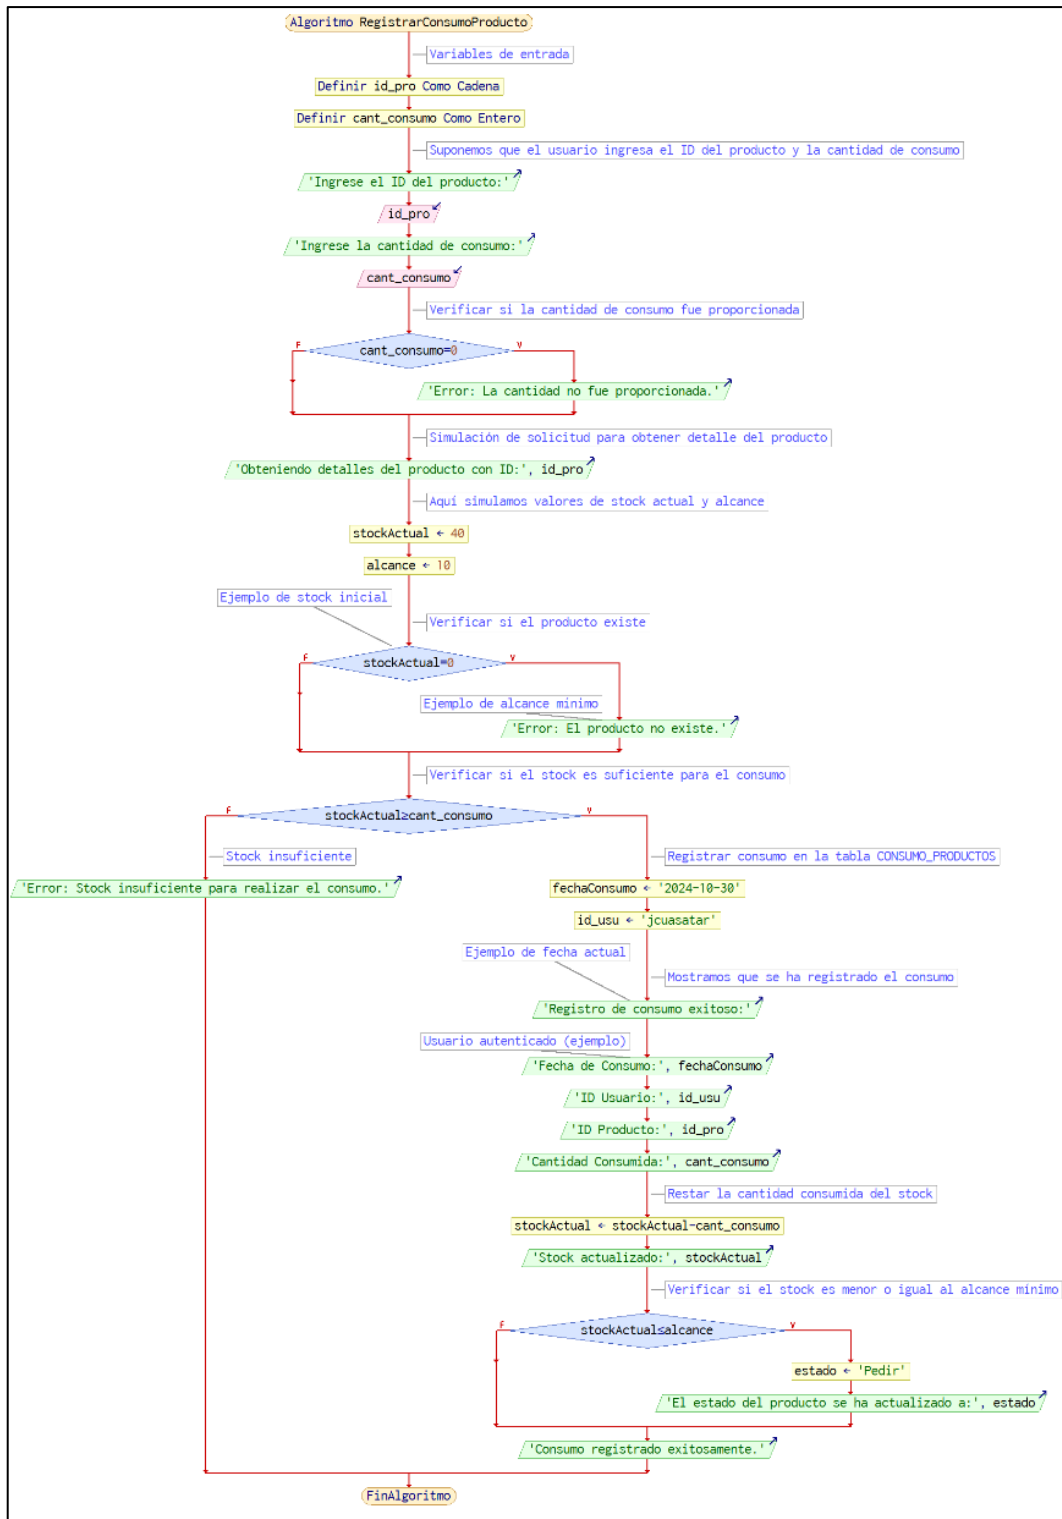 Algoritmo RegistrarConsumoProducto
Variables de entrada
Definir id_pro Como Cadena
Definir cant_consumo Como Entero
Suponemos que el usuario ingresa el ID del producto y la cantidad de consumo
'Ingrese el ID del producto:'
id_pro
'Ingrese la cantidad de consumo:'
cant_consumo
Verificar si la cantidad de consumo fue proporcionada
F
cant_consumo=0
V
'Error: La cantidad no fue proporcionada.'
Simulación de solicitud para obtener detalle del producto
'Obteniendo detalles del producto con ID:', id_pro
Aquí simulamos valores de stock actual y alcance
stockActual ← 40
alcance ← 10
Ejemplo de stock inicial
Verificar si el producto existe
F
stockActual=0
V
Ejemplo de alcance mínimo
'Error: El producto no existe.'
Verificar si el stock es suficiente para el consumo
F
stockActual≥cant_consumo
V
Stock insuficiente
Registrar consumo en la tabla CONSUMO_PRODUCTOS
'Error: Stock insuficiente para realizar el consumo.'
fechaConsumo ← '2024-10-30'
id_usu ← 'jcuasatar'
Ejemplo de fecha actual
Mostramos que se ha registrado el consumo
'Registro de consumo exitoso:'
Usuario autenticado (ejemplo)
'Fecha de Consumo:', fechaConsumo
'ID Usuario:', id_usu
'ID Producto:', id_pro
'Cantidad Consumida:', cant_consumo
Restar la cantidad consumida del stock
stockActual ← stockActual-cant_consumo
'Stock actualizado:', stockActual
Verificar si el stock es menor o igual al alcance mínimo
F
stockActual≤alcance
V
estado ← 'Pedir'
'El estado del producto se ha actualizado a:', estado
'Consumo registrado exitosamente.'
FinAlgoritmo